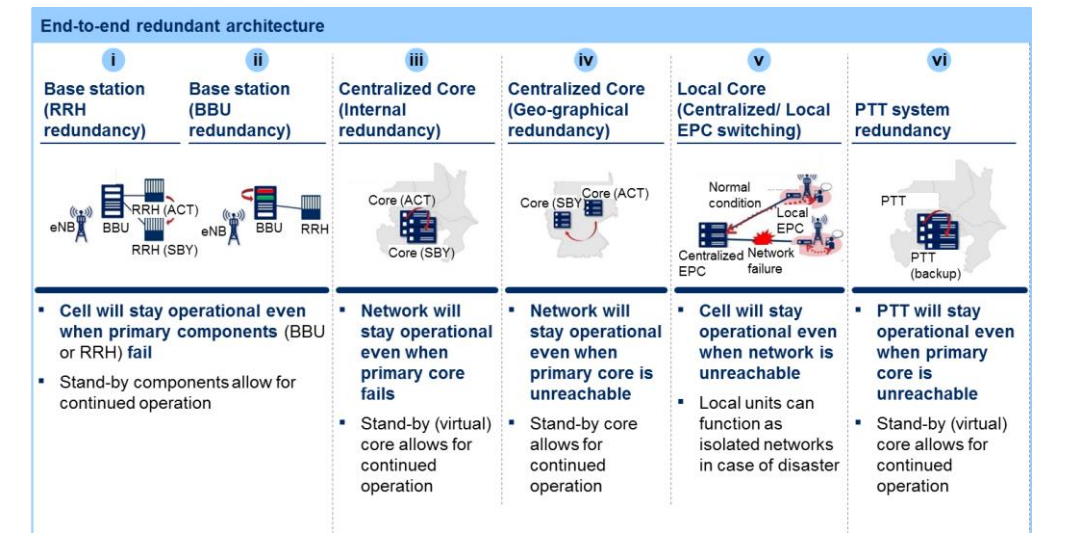 End-to-end redundant architecture
i
Base station
(RRH
redundancy)
ii
Base station
(BBU
redundancy)
iii
Centralized Core
(Internal
redundancy)
iv
Centralized Core
(Geo-graphical
redundancy)
v
Local Core
(Centralized/ Local
EPC switching)
vi
PTT system
redundancy
eNB
BBU
RRH (ACT)
RRH (SBY)
eNB
BBU
RRH
Core (ACT)
Core (SBY)
Core (SBY)
Core (ACT)
Normal
condition
Local
EPC
Centralized
EPC
Network
failure
PTT
PTT
(backup)
▪ Cell will stay operational even
when primary components (BBU
or RRH) fail
▪ Stand-by components allow for
continued operation
▪ Network will
stay operational
even when
primary core
fails
▪ Stand-by (virtual)
core allows for
continued
operation
▪ Network will
stay operational
even when
primary core is
unreachable
▪ Stand-by core
allows for
continued
operation
▪ Cell will stay
operational even
when network is
unreachable
▪ Local units can
function as
isolated networks
in case of disaster
▪ PTT will stay
operational even
when primary
core is
unreachable
▪ Stand-by (virtual)
core allows for
continued
operation